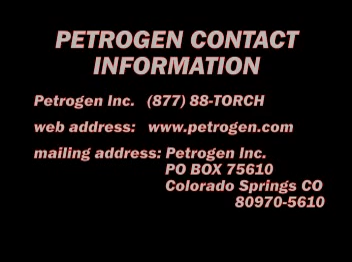 PETROGEN CONTACT
INFORMATION
Petrogen Inc. (877) 88-TORCH
web address: www.petrogen.com
mailing address: Petrogen Inc.
PO BOX 75610
Colorado Springs CO
80970-5610